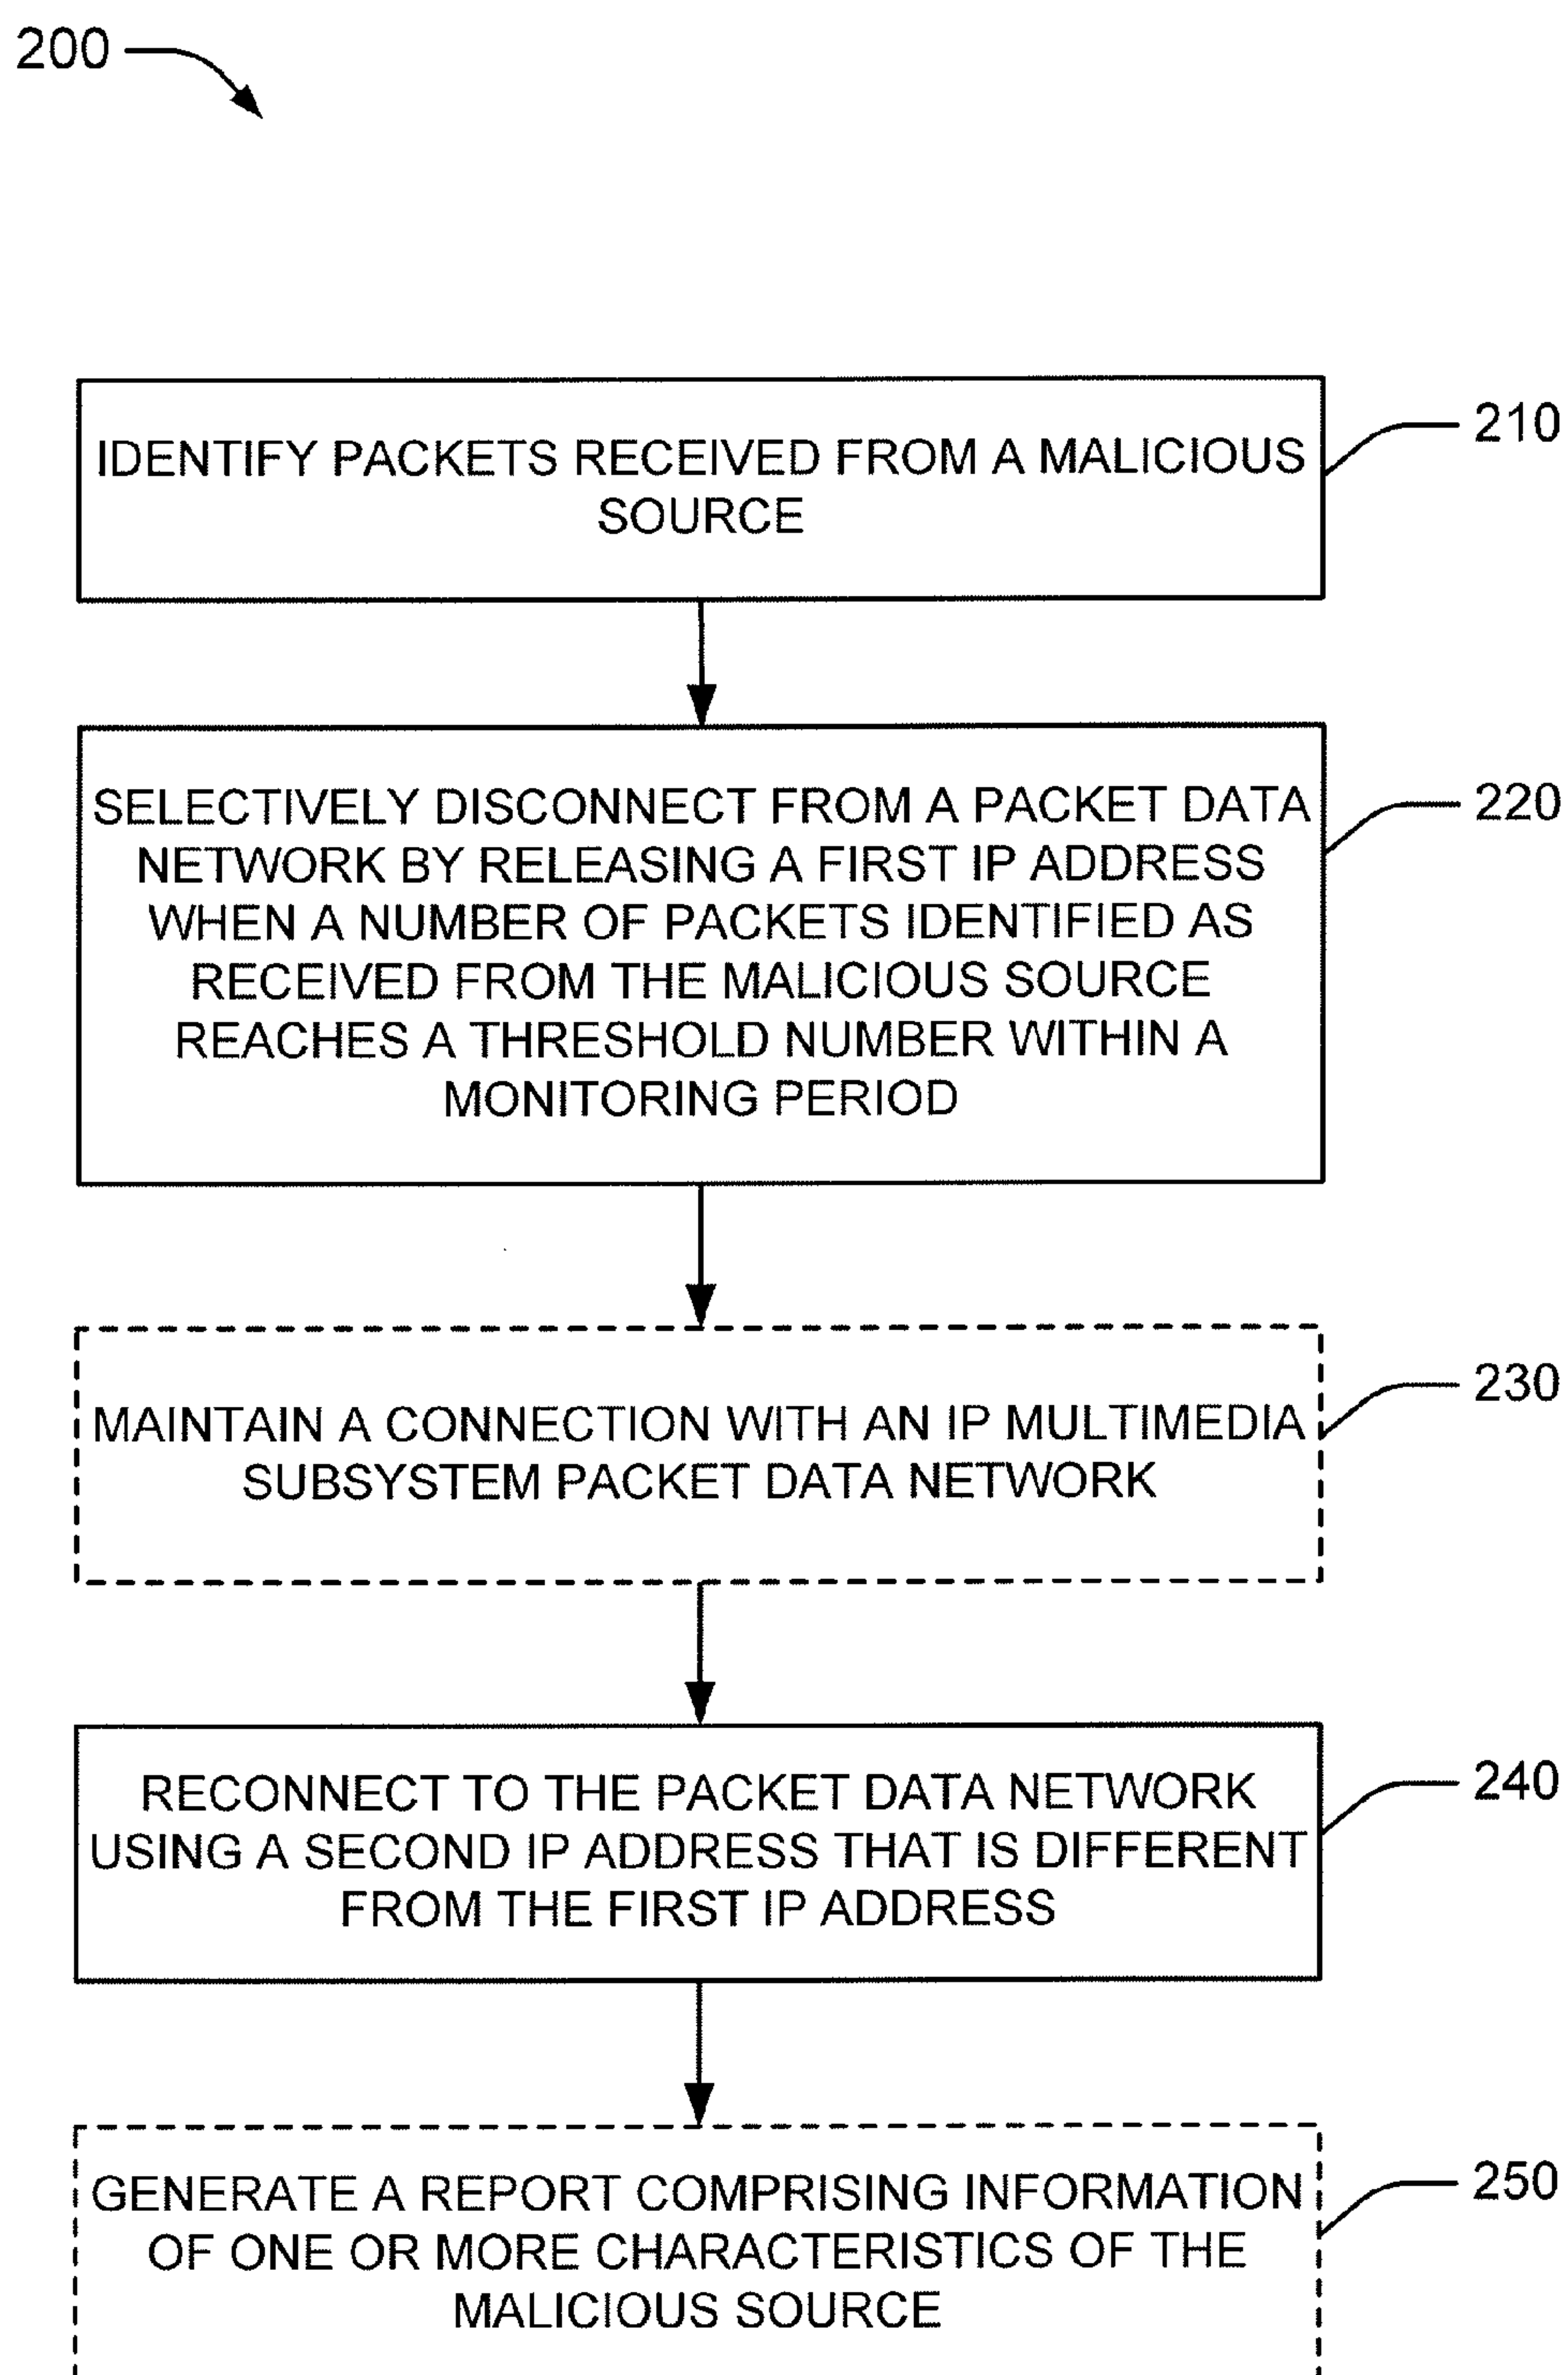 200
IDENTIFY PACKETS RECEIVED FROM A MALICIOUS
SOURCE
210
SELECTIVELY DISCONNECT FROM A PACKET DATA
NETWORK BY RELEASING A FIRST IP ADDRESS
WHEN A NUMBER OF PACKETS IDENTIFIED AS
RECEIVED FROM THE MALICIOUS SOURCE
REACHES A THRESHOLD NUMBER WITHIN A
MONITORING PERIOD
220
MAINTAIN A CONNECTION WITH AN IP MULTIMEDIA
SUBSYSTEM PACKET DATA NETWORK
230
RECONNECT TO THE PACKET DATA NETWORK
USING A SECOND IP ADDRESS THAT IS DIFFERENT
FROM THE FIRST IP ADDRESS
240
GENERATE A REPORT COMPRISING INFORMATION
OF ONE OR MORE CHARACTERISTICS OF THE
MALICIOUS SOURCE
250